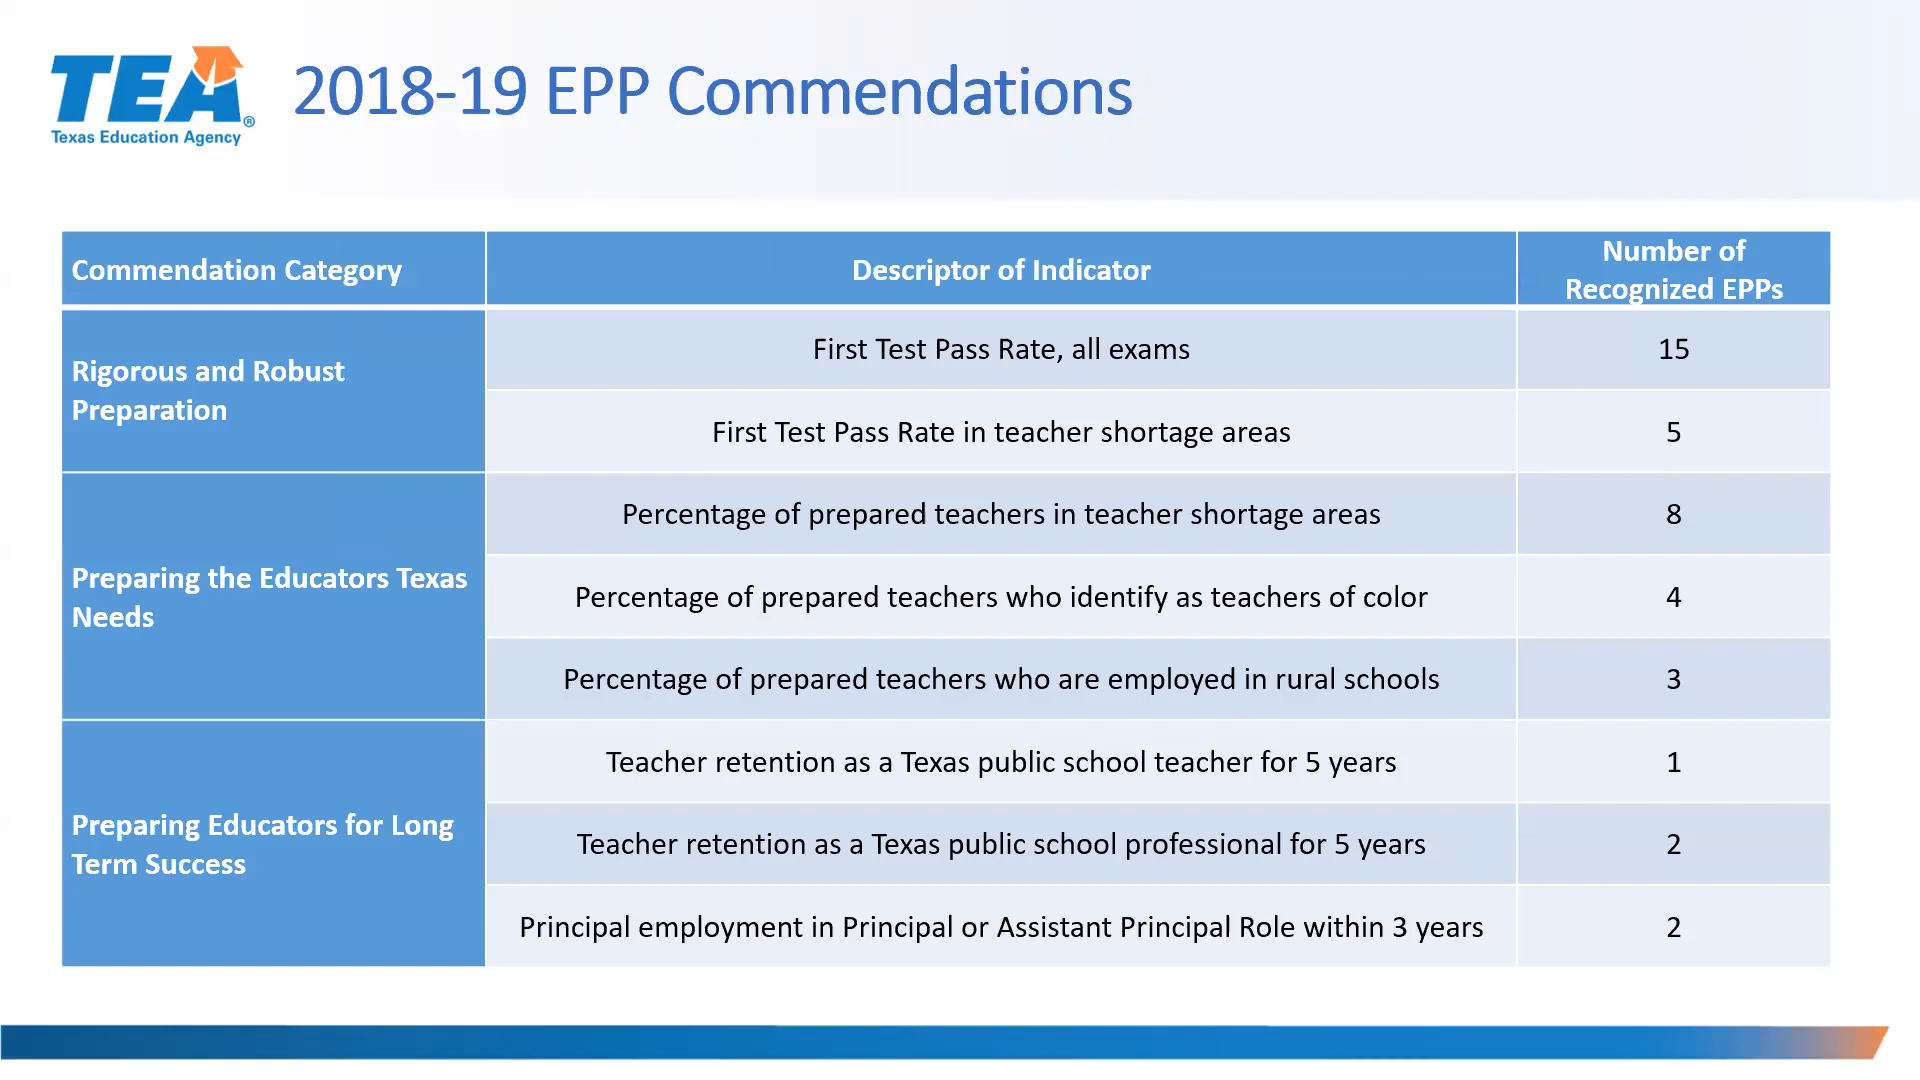 TEA®
Texas Education Agency
2018-19 EPP Commendations
Commendation Category
Descriptor of Indicator
Number of
Recognized EPPs
Rigorous and Robust
Preparation
First Test Pass Rate, all exams
15
First Test Pass Rate in teacher shortage areas
5
Preparing the Educators Texas
Needs
Percentage of prepared teachers in teacher shortage areas
8
Percentage of prepared teachers who identify as teachers of color
4
Percentage of prepared teachers who are employed in rural schools
3
Preparing Educators for Long
Term Success
Teacher retention as a Texas public school teacher for 5 years
1
Teacher retention as a Texas public school professional for 5 years
2
Principal employment in Principal or Assistant Principal Role within 3 years
2